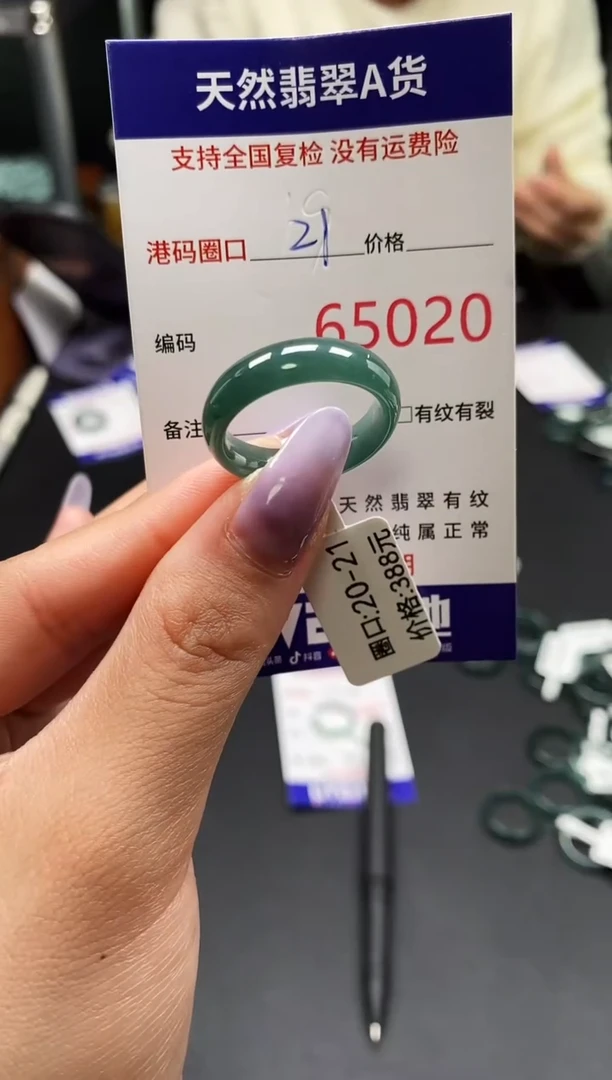 天然翡翠A货
支持全国复检 没有运费险
港码圈口 21 价格
编码 65020
备注 □有纹有裂
天然翡翠有纹
纯属正常
圈口:20-21
价格:388元
抖音